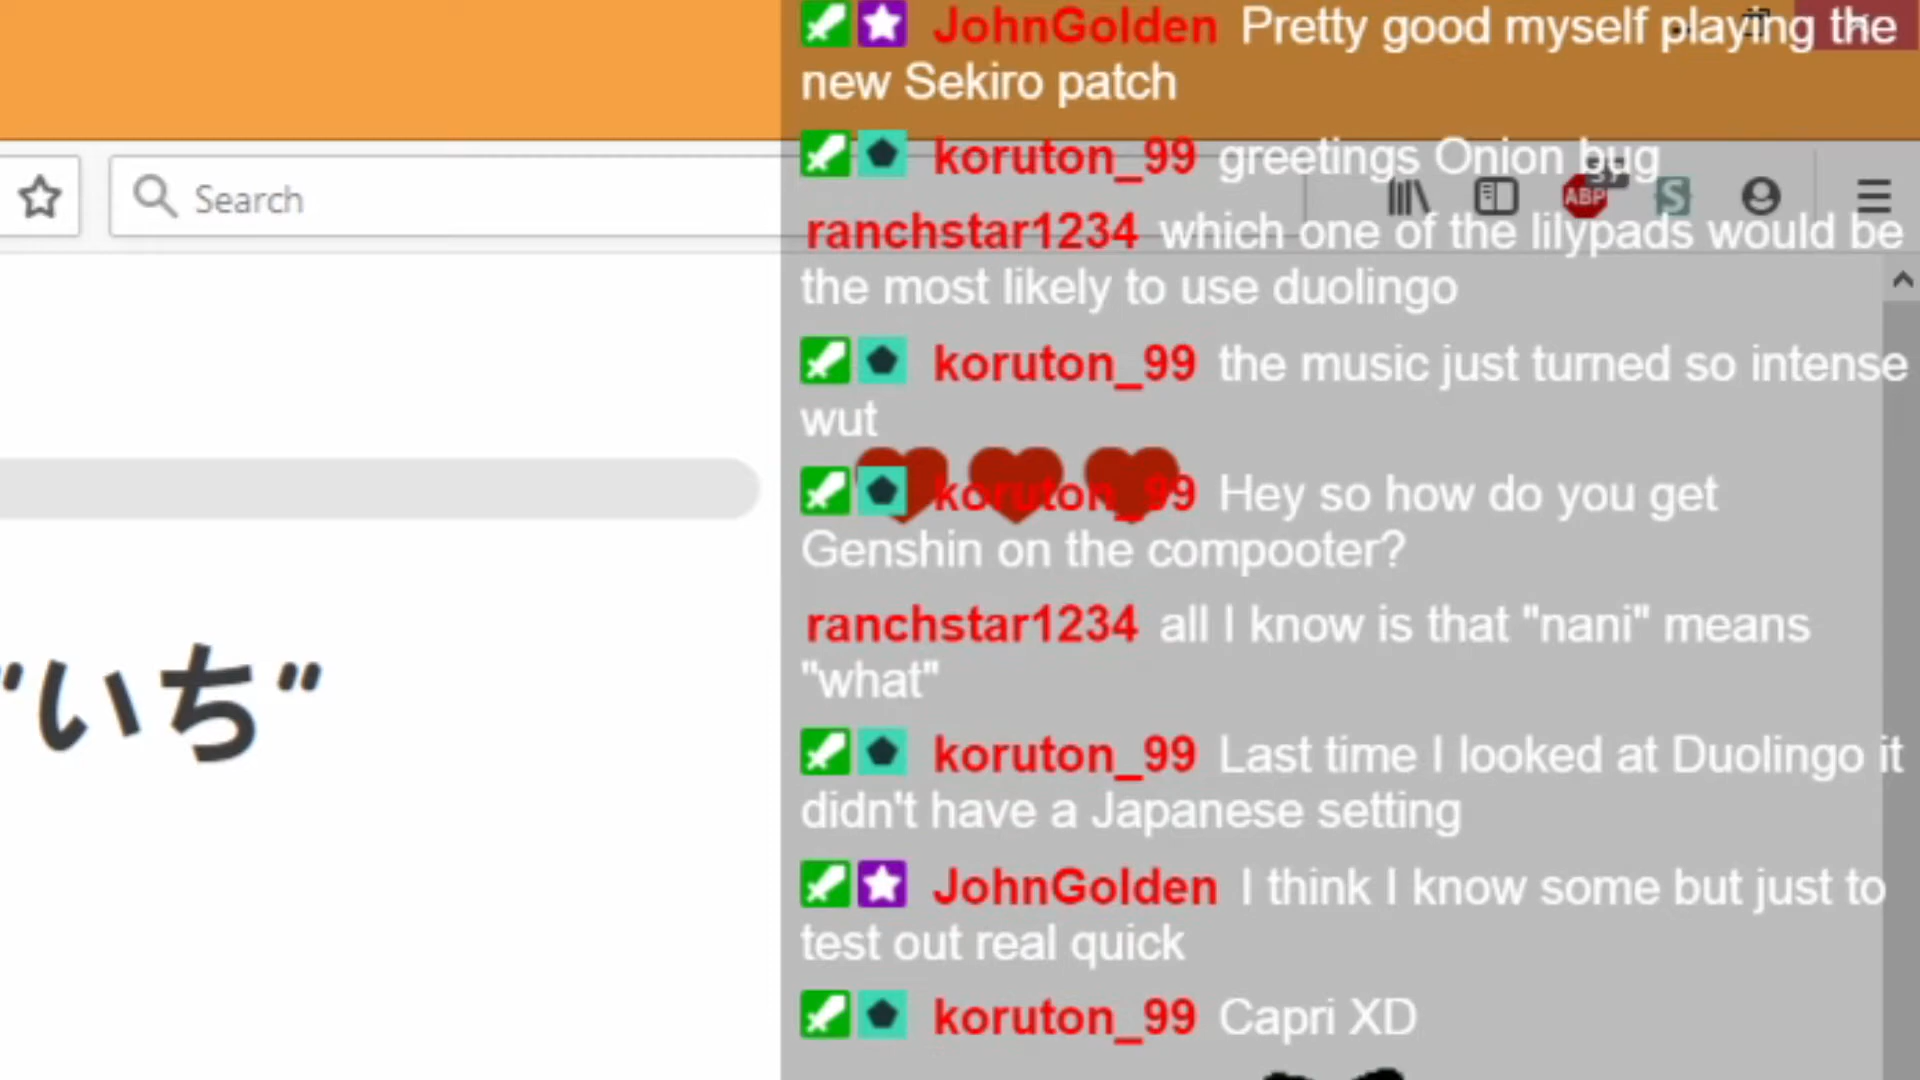 JohnGolden Pretty good myself playing the
new Sekiro patch
koruton_99 greetings Onion bug
Search
ABP
S
ranchstar1234 which one of the lilypads would be
the most likely to use duolingo
koruton_99 the music just turned so intense
wut
koruton_99 Hey so how do you get
Genshin on the compooter?
ranchstar1234 all I know is that "nani" means
"what"
"いち"
koruton_99 Last time I looked at Duolingo it
didn't have a Japanese setting
JohnGolden I think I know some but just to
test out real quick
koruton_99 Capri XD